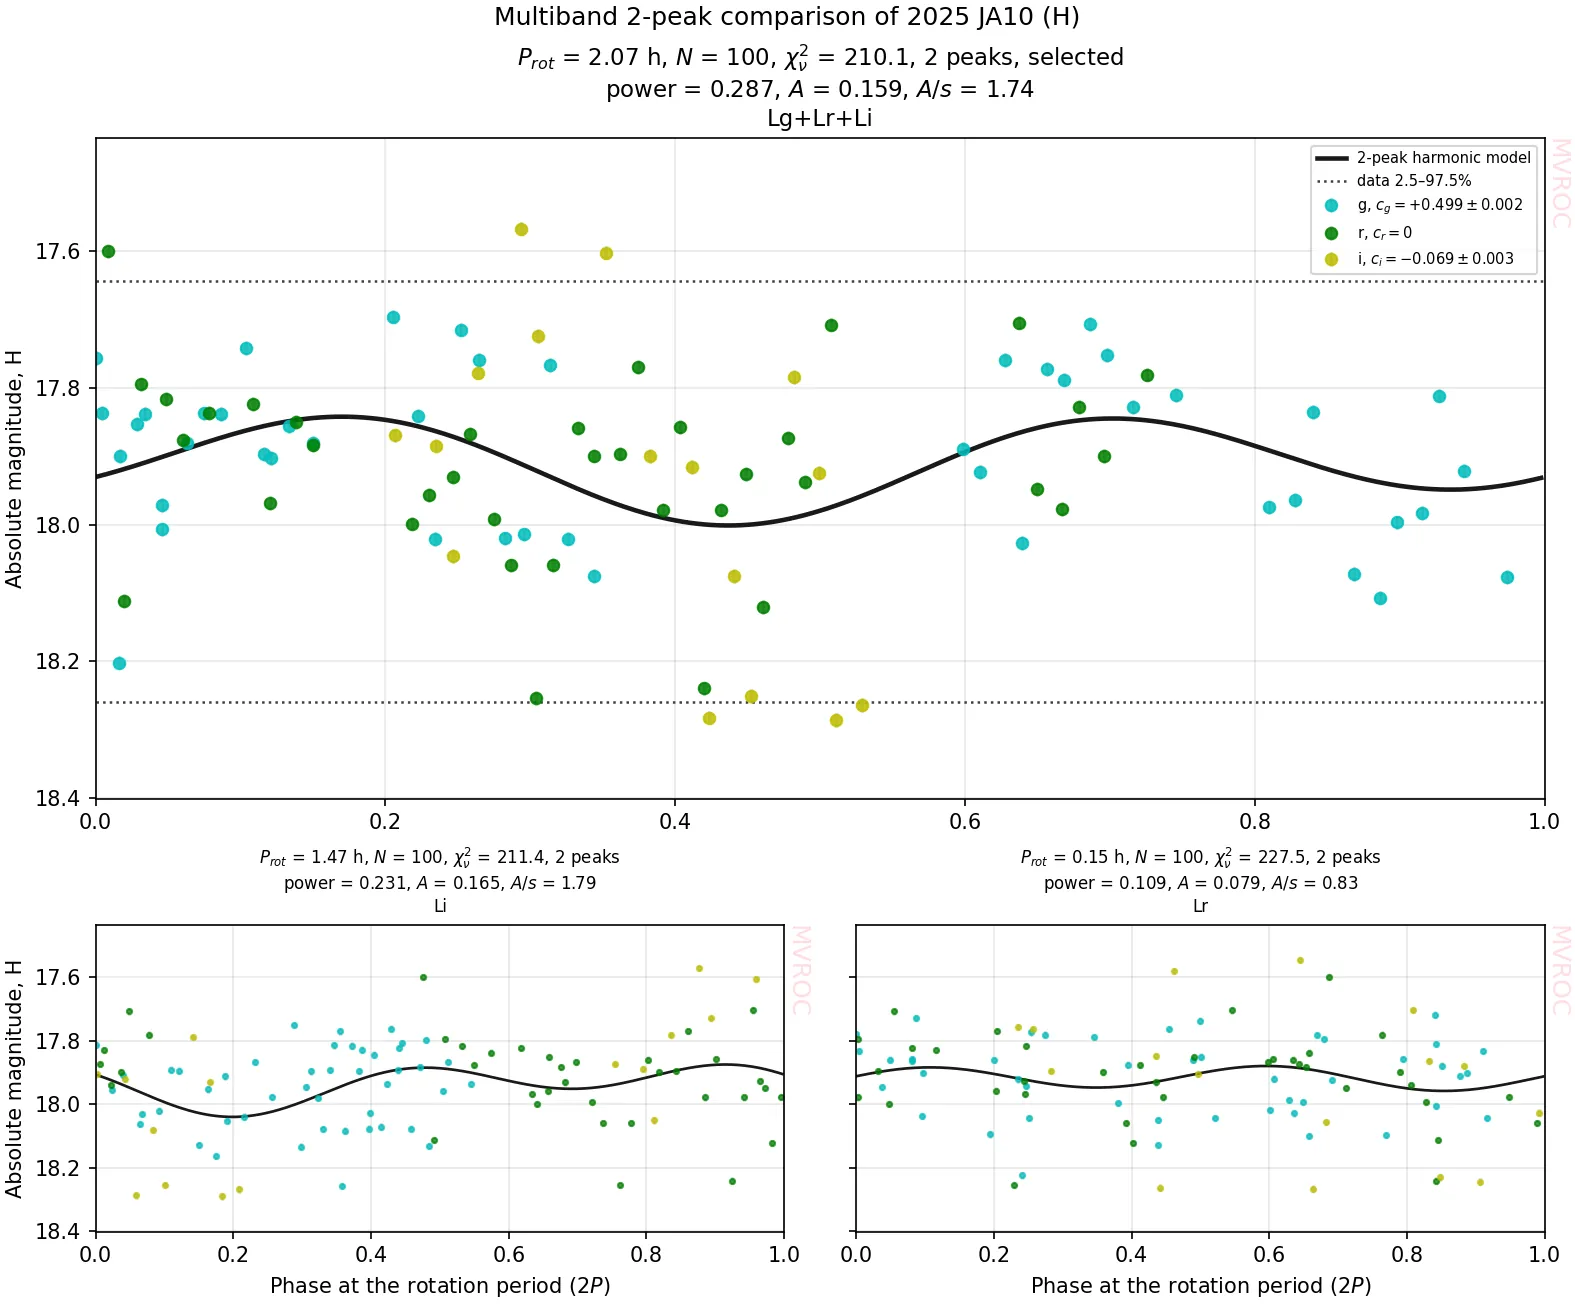 Multiband 2-peak comparison of 2025 JA10 (H)
P_rot = 2.07 h, N = 100, χ²_ν = 210.1, 2 peaks, selected
power = 0.287, A = 0.159, A/s = 1.74
Lg+Lr+Li
2-peak harmonic model
data 2.5–97.5%
g, c_g = +0.499 ± 0.002
r, c_r = 0
i, c_i = −0.069 ± 0.003
MVROC
Absolute magnitude, H
17.6
17.8
18.0
18.2
18.4
0.0 0.2 0.4 0.6 0.8 1.0
P_rot = 1.47 h, N = 100, χ²_ν = 211.4, 2 peaks
power = 0.231, A = 0.165, A/s = 1.79
Li
MVROC
Absolute magnitude, H
17.6
17.8
18.0
18.2
18.4
0.0 0.2 0.4 0.6 0.8 1.0
Phase at the rotation period (2P)
P_rot = 0.15 h, N = 100, χ²_ν = 227.5, 2 peaks
power = 0.109, A = 0.079, A/s = 0.83
Lr
MVROC
0.0 0.2 0.4 0.6 0.8 1.0
Phase at the rotation period (2P)